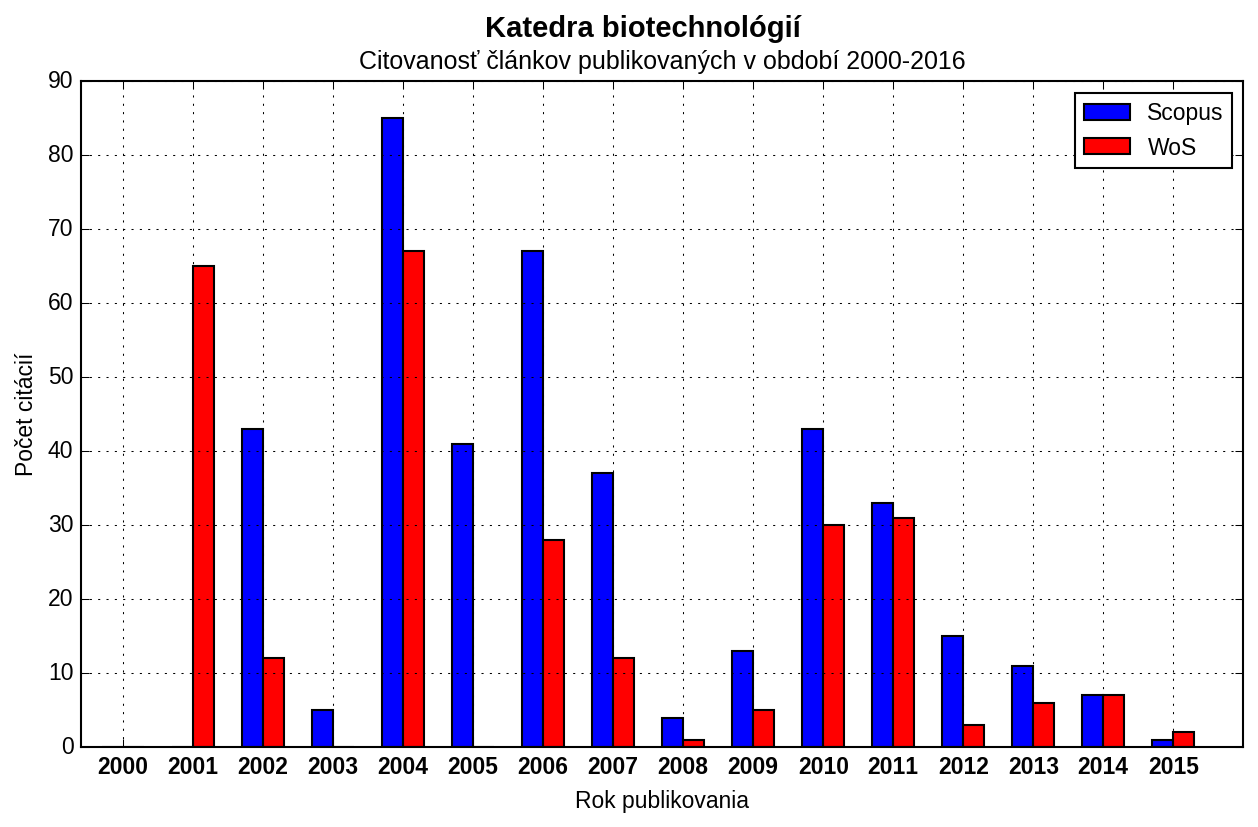 Katedra biotechnológií
Citovanosť článkov publikovaných v období 2000-2016
90
80
70
60
50
40
30
20
10
0
Počet citácií
Scopus
WoS
2000 2001 2002 2003 2004 2005 2006 2007 2008 2009 2010 2011 2012 2013 2014 2015
Rok publikovania